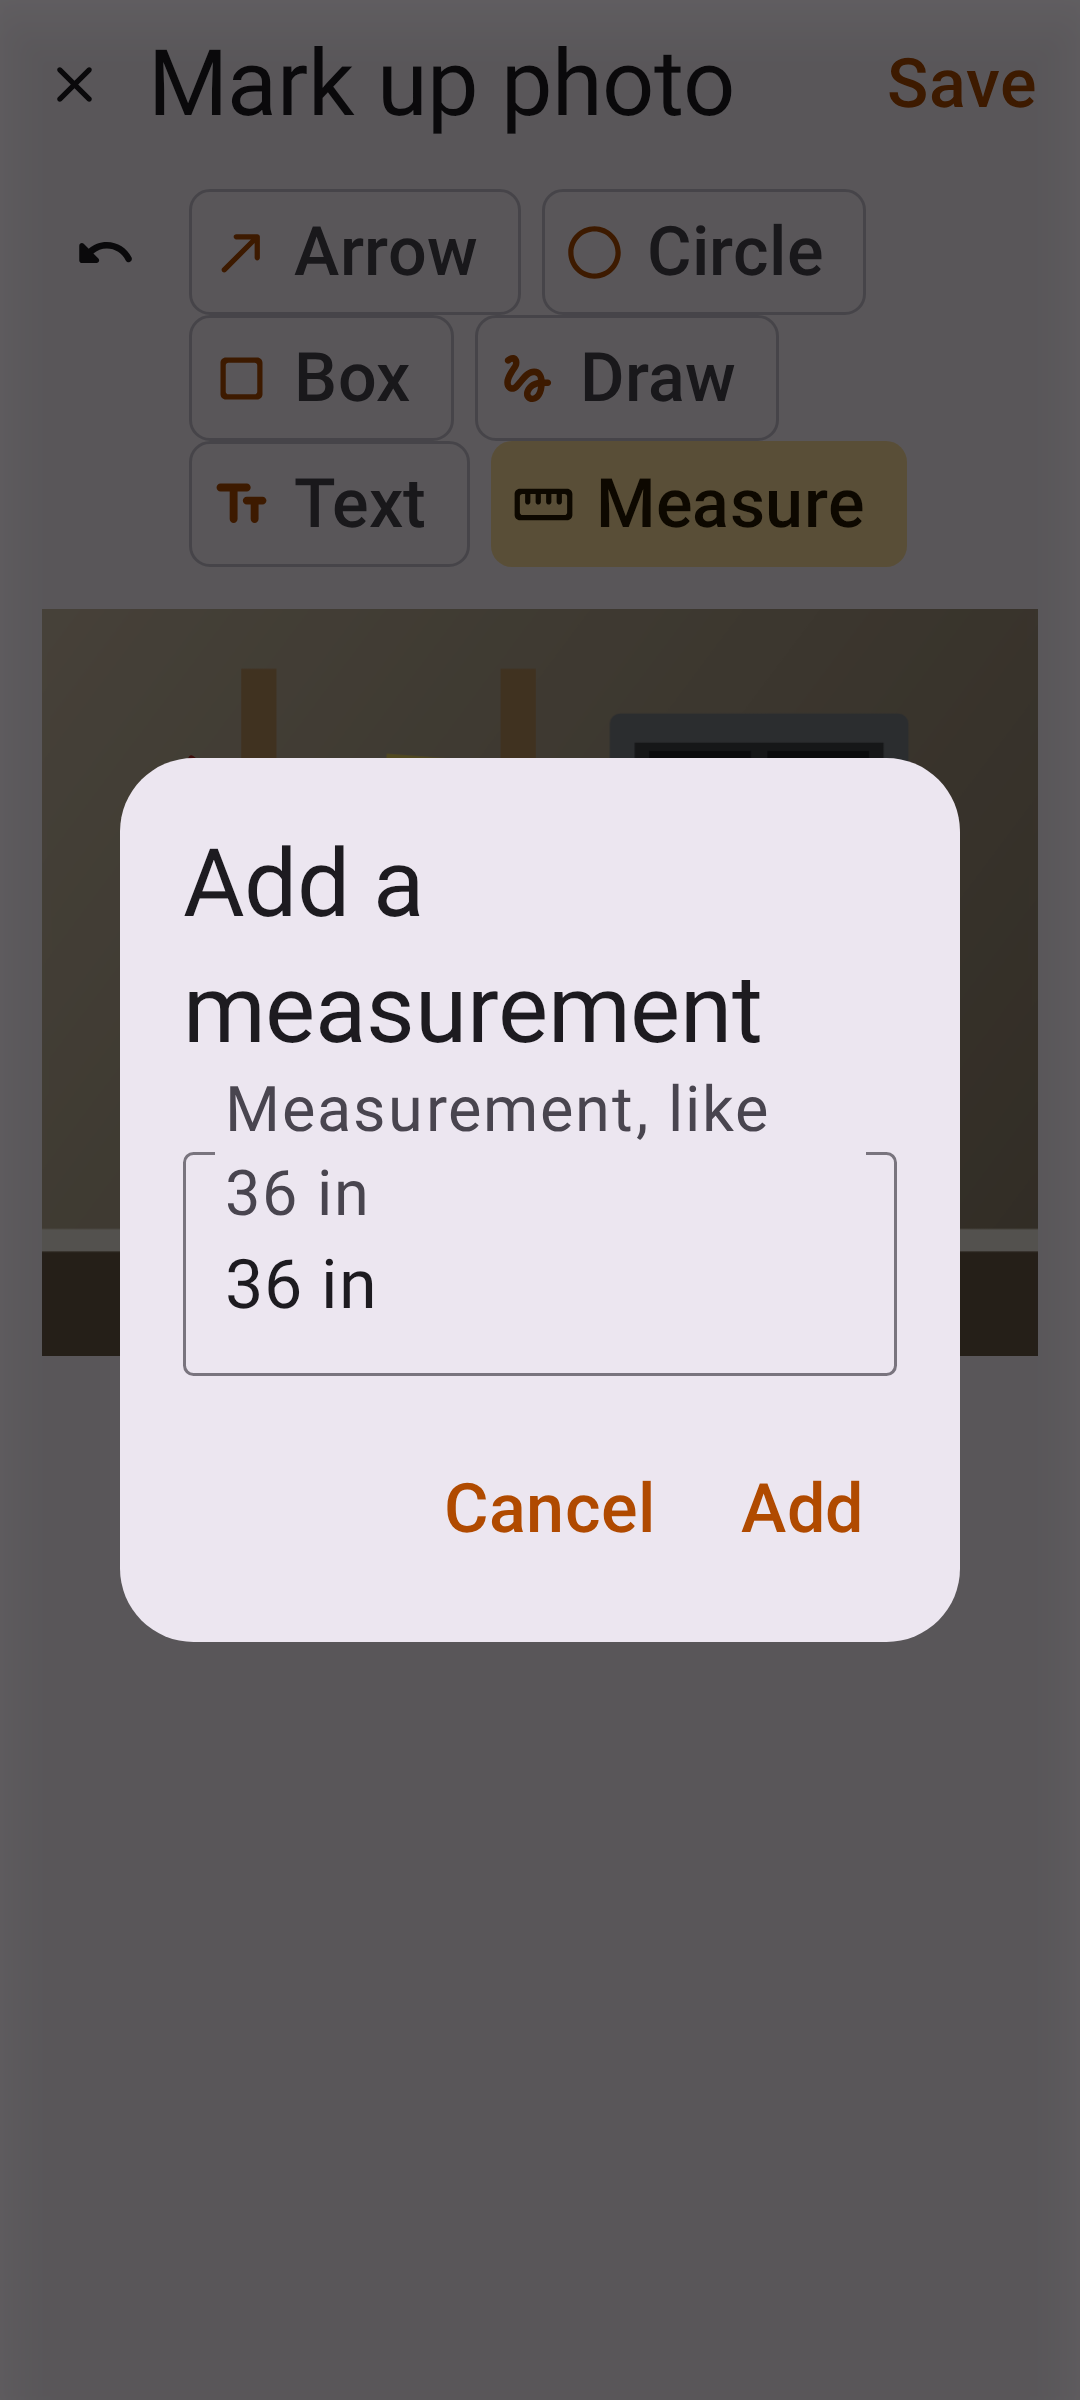 Mark up photo
Save
Arrow
Circle
Box
Draw
Text
Measure
Add a
measurement
Measurement, like
36 in
36 in
Cancel
Add